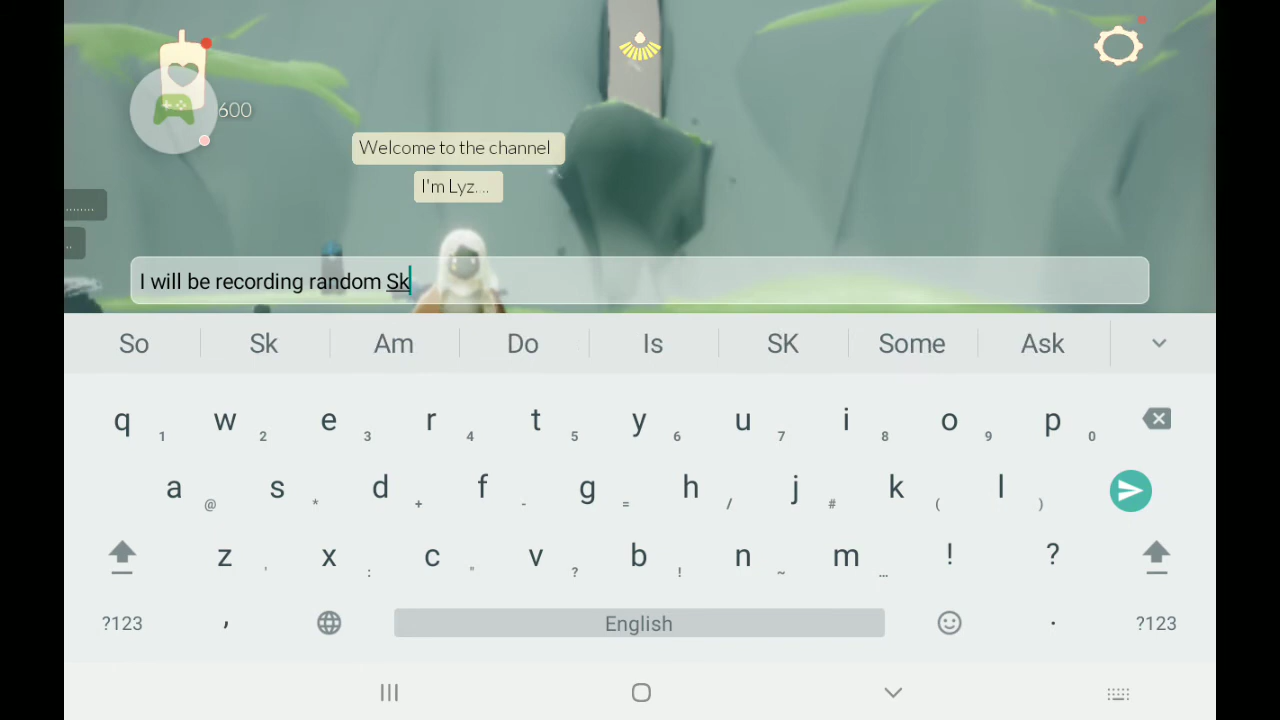 600
Welcome to the channel
I'm Lyz....
........
..
I will be recording random Sk
So Sk Am Do Is SK Some Ask
q 1 w 2 e 3 r 4 t 5 y 6 u 7 i 8 o 9 p 0
a @ s * d + f - g = h / j # k ( l )
z ' x : c " v ? b ! n ~ m ... ! ?
?123 , English . ?123